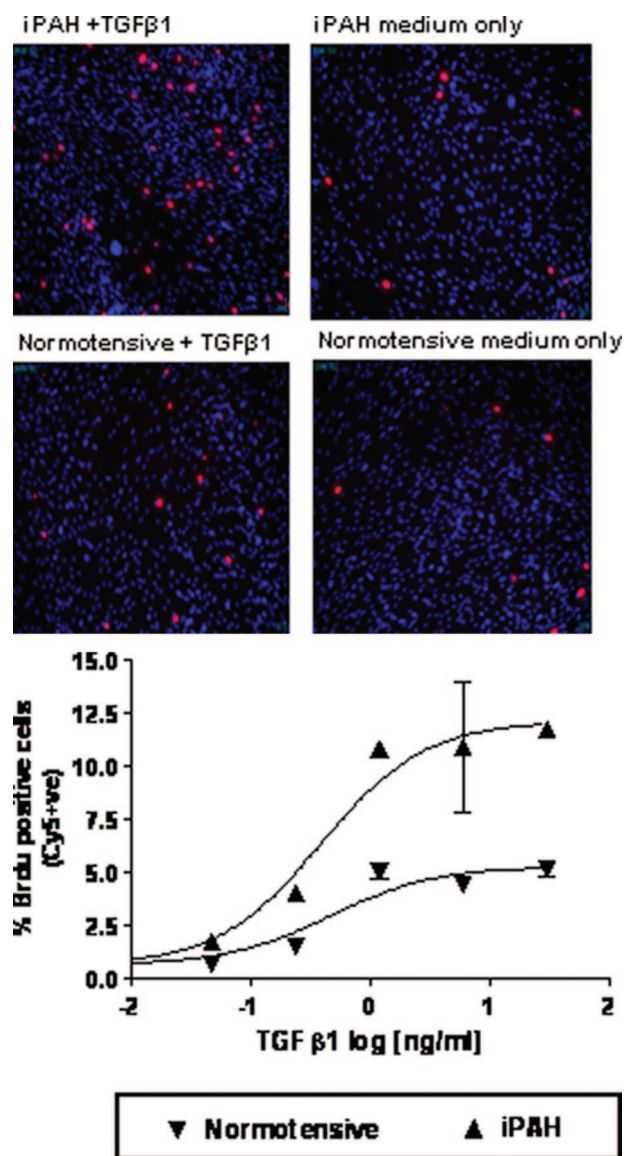 iPAH +TGFβ1
iPAH medium only
Normotensive + TGFβ1
Normotensive medium only
15.0
12.5
10.0
7.5
5.0
2.5
0.0
% Brdu positive cells
(Cy5+ve)
-2 -1 0 1 2
TGF β1 log [ng/ml]
▼ Normotensive ▲ iPAH